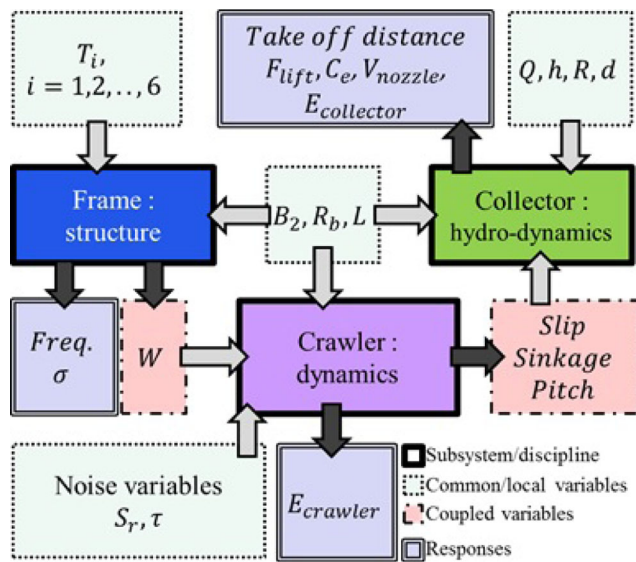 T_i,
i = 1,2,..,6
Take off distance
F_lift, C_e, V_nozzle,
E_collector
Q, h, R, d
Frame :
structure
B_2, R_b, L
Collector :
hydro-dynamics
Freq.
σ
W
Crawler :
dynamics
Slip
Sinkage
Pitch
Noise variables
S_r, τ
E_crawler
Subsystem/discipline
Common/local variables
Coupled variables
Responses